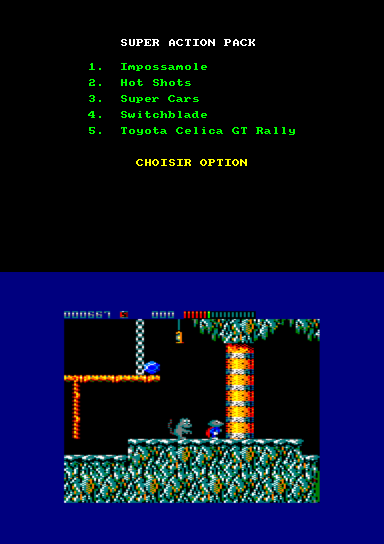 SUPER ACTION PACK
1. Impossamole
2. Hot Shots
3. Super Cars
4. Switchblade
5. Toyota Celica GT Rally
CHOISIR OPTION
000667 000